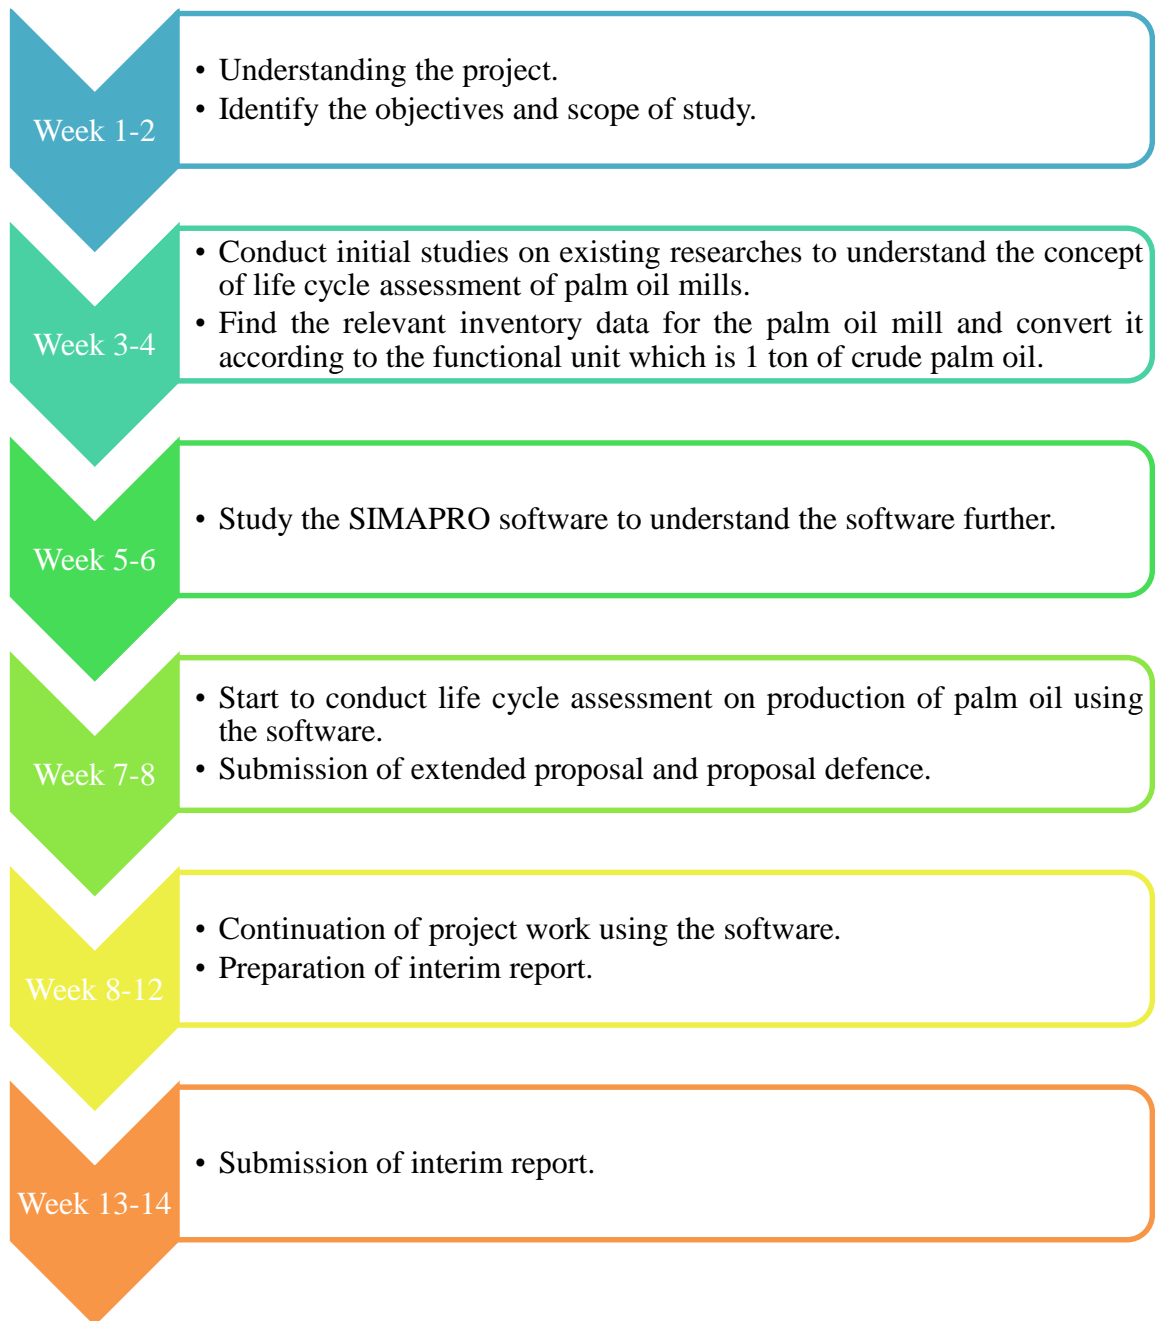 Week 1-2
• Understanding the project.
• Identify the objectives and scope of study.
Week 3-4
• Conduct initial studies on existing researches to understand the concept
of life cycle assessment of palm oil mills.
• Find the relevant inventory data for the palm oil mill and convert it
according to the functional unit which is 1 ton of crude palm oil.
Week 5-6
• Study the SIMAPRO software to understand the software further.
Week 7-8
• Start to conduct life cycle assessment on production of palm oil using
the software.
• Submission of extended proposal and proposal defence.
Week 8-12
• Continuation of project work using the software.
• Preparation of interim report.
Week 13-14
• Submission of interim report.